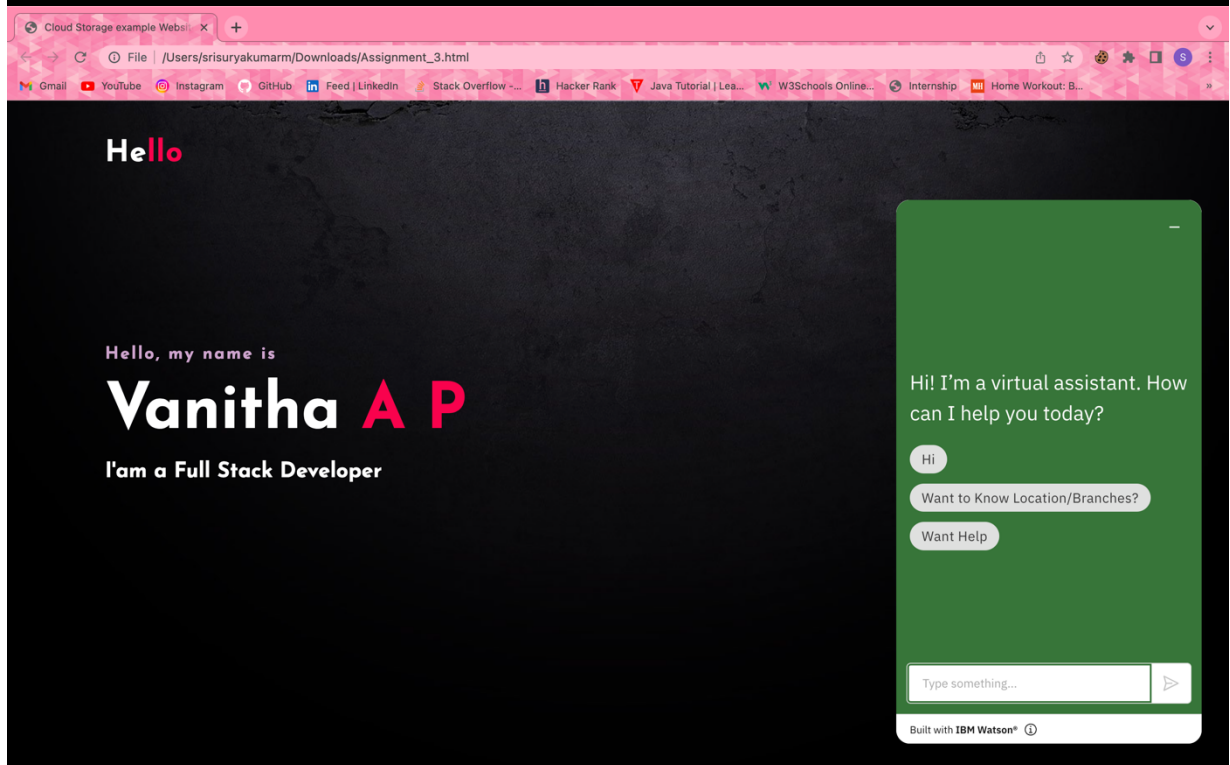 Cloud Storage example Websit
File /Users/srisuryakumarm/Downloads/Assignment_3.html
S
Gmail YouTube Instagram GitHub Feed | LinkedIn Stack Overflow -... Hacker Rank Java Tutorial | Lea... W3Schools Online... Internship Home Workout: B... »
Hello
Hello, my name is
Vanitha A P
I'am a Full Stack Developer
Hi! I’m a virtual assistant. How
can I help you today?
Hi
Want to Know Location/Branches?
Want Help
Type something...
Built with IBM Watson®